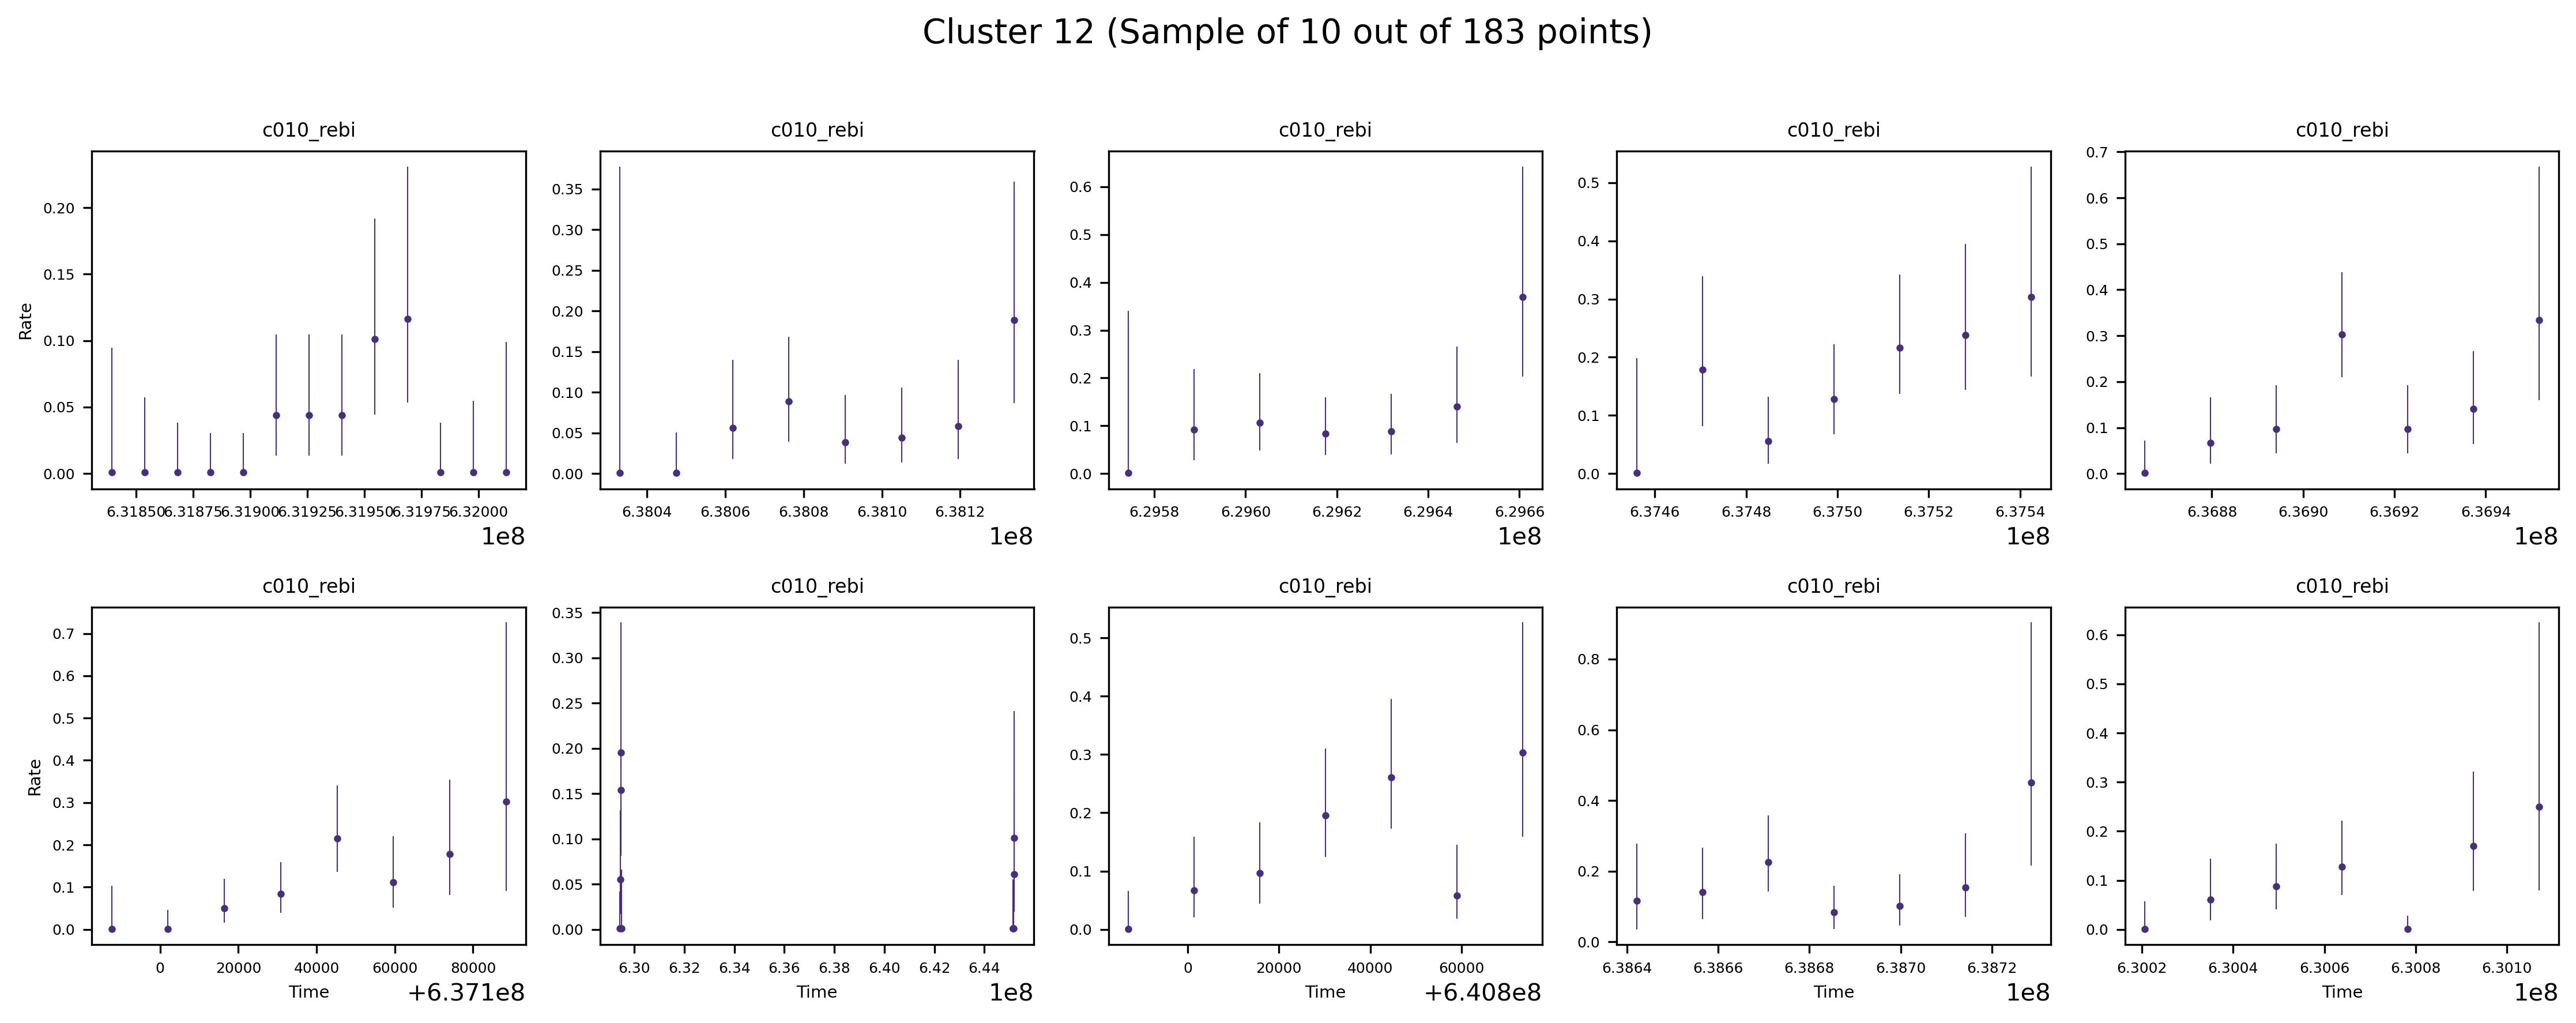 Cluster 12 (Sample of 10 out of 183 points)
c010_rebi c010_rebi c010_rebi c010_rebi c010_rebi
Rate
0.20
0.15
0.10
0.05
0.00
6.31850 6.31875 6.31900 6.31925 6.31950 6.31975 6.32000
1e8
0.35
0.30
0.25
0.20
0.15
0.10
0.05
0.00
6.3804 6.3806 6.3808 6.3810 6.3812
1e8
0.6
0.5
0.4
0.3
0.2
0.1
0.0
6.2958 6.2960 6.2962 6.2964 6.2966
1e8
0.5
0.4
0.3
0.2
0.1
0.0
6.3746 6.3748 6.3750 6.3752 6.3754
1e8
0.7
0.6
0.5
0.4
0.3
0.2
0.1
0.0
6.3688 6.3690 6.3692 6.3694
1e8
c010_rebi c010_rebi c010_rebi c010_rebi c010_rebi
Rate
0.7
0.6
0.5
0.4
0.3
0.2
0.1
0.0
0 20000 40000 60000 80000
Time +6.371e8
0.35
0.30
0.25
0.20
0.15
0.10
0.05
0.00
6.30 6.32 6.34 6.36 6.38 6.40 6.42 6.44
Time 1e8
0.5
0.4
0.3
0.2
0.1
0.0
0 20000 40000 60000
Time +6.408e8
0.8
0.6
0.4
0.2
0.0
6.3864 6.3866 6.3868 6.3870 6.3872
Time 1e8
0.6
0.5
0.4
0.3
0.2
0.1
0.0
6.3002 6.3004 6.3006 6.3008 6.3010
Time 1e8